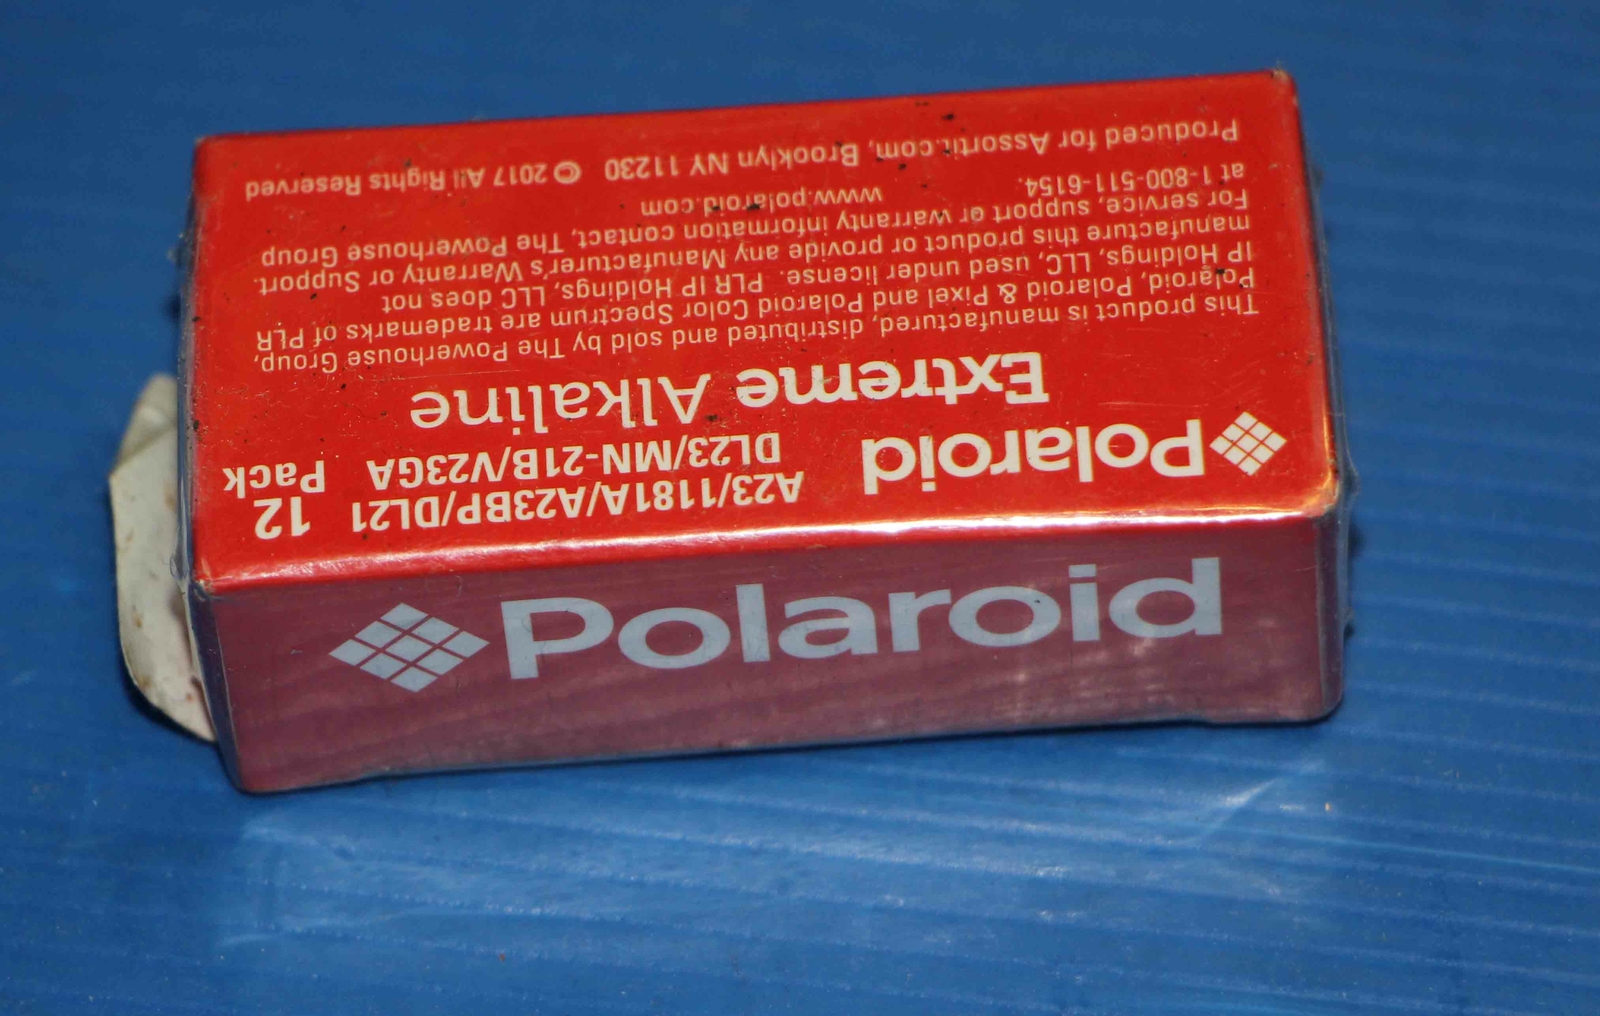 Polaroid
A23/1181A/A23BP/DL21
DL23/MN-21B/V23GA
12
Pack
Extreme Alkaline
This product is manufactured, distributed and sold by The Powerhouse Group,
Polaroid, Polaroid & Pixel and Polaroid Color Spectrum are trademarks of PLR
IP Holdings, LLC, used under license. PLR IP Holdings, LLC does not
manufacture this product or provide any Manufacturer's Warranty or Support.
For service, support or warranty information contact, The Powerhouse Group
at 1-800-511-6154. www.polaroid.com
Produced for Assortit.com, Brooklyn NY 11230 © 2017 All Rights Reserved
Polaroid